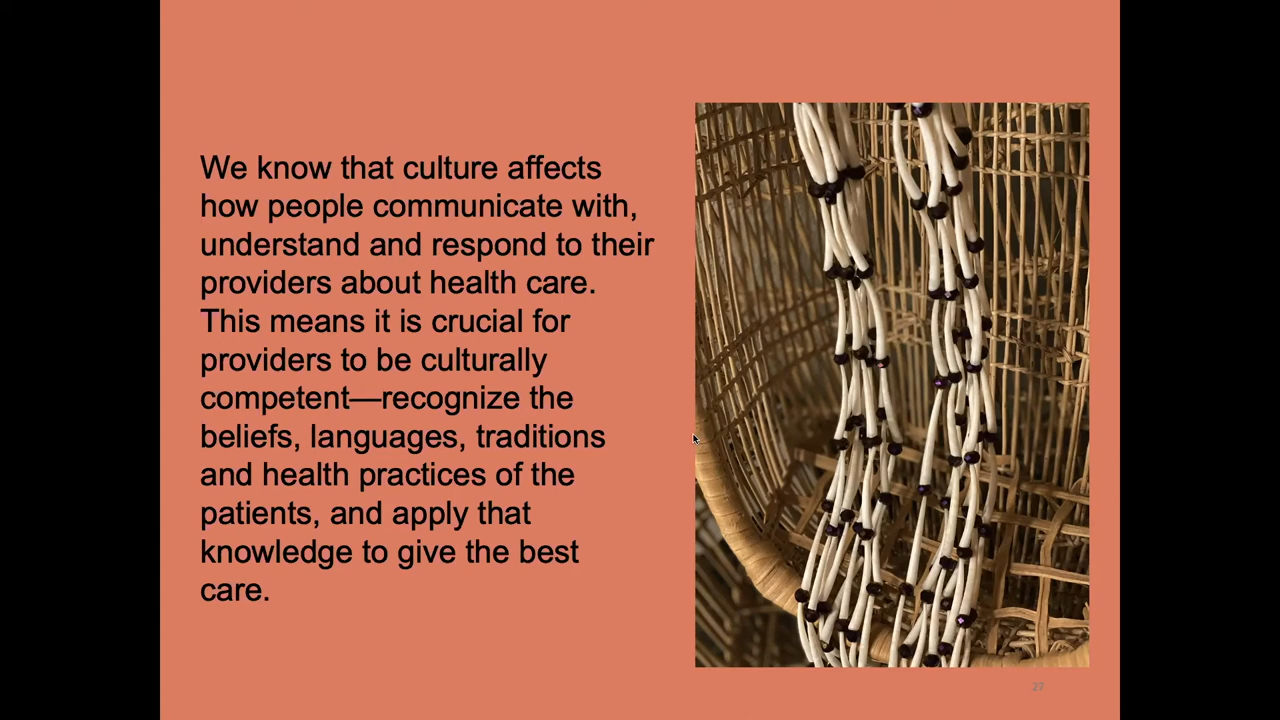 We know that culture affects
how people communicate with,
understand and respond to their
providers about health care.
This means it is crucial for
providers to be culturally
competent—recognize the
beliefs, languages, traditions
and health practices of the
patients, and apply that
knowledge to give the best
care.
27